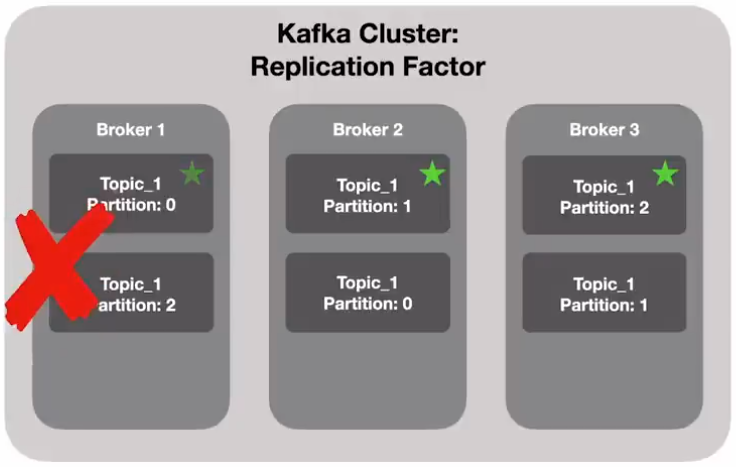 Kafka Cluster:
Replication Factor
Broker 1
Topic_1
Partition: 0
Topic_1
artition: 2
Broker 2
Topic_1
Partition: 1
Topic_1
Partition: 0
Broker 3
Topic_1
Partition: 2
Topic_1
Partition: 1